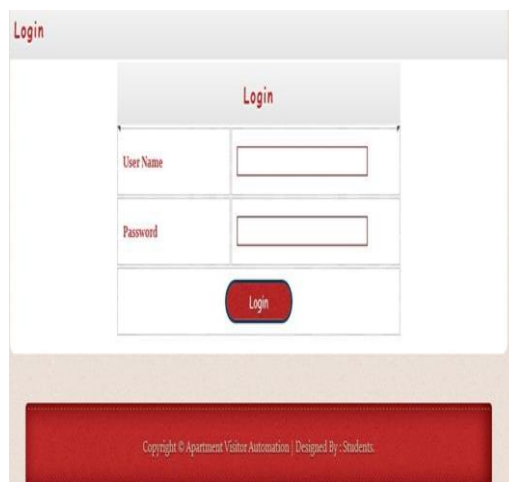 Login
Login
User Name
Password
Login
Copyright © Apartment Visitor Automation | Designed By : Students.